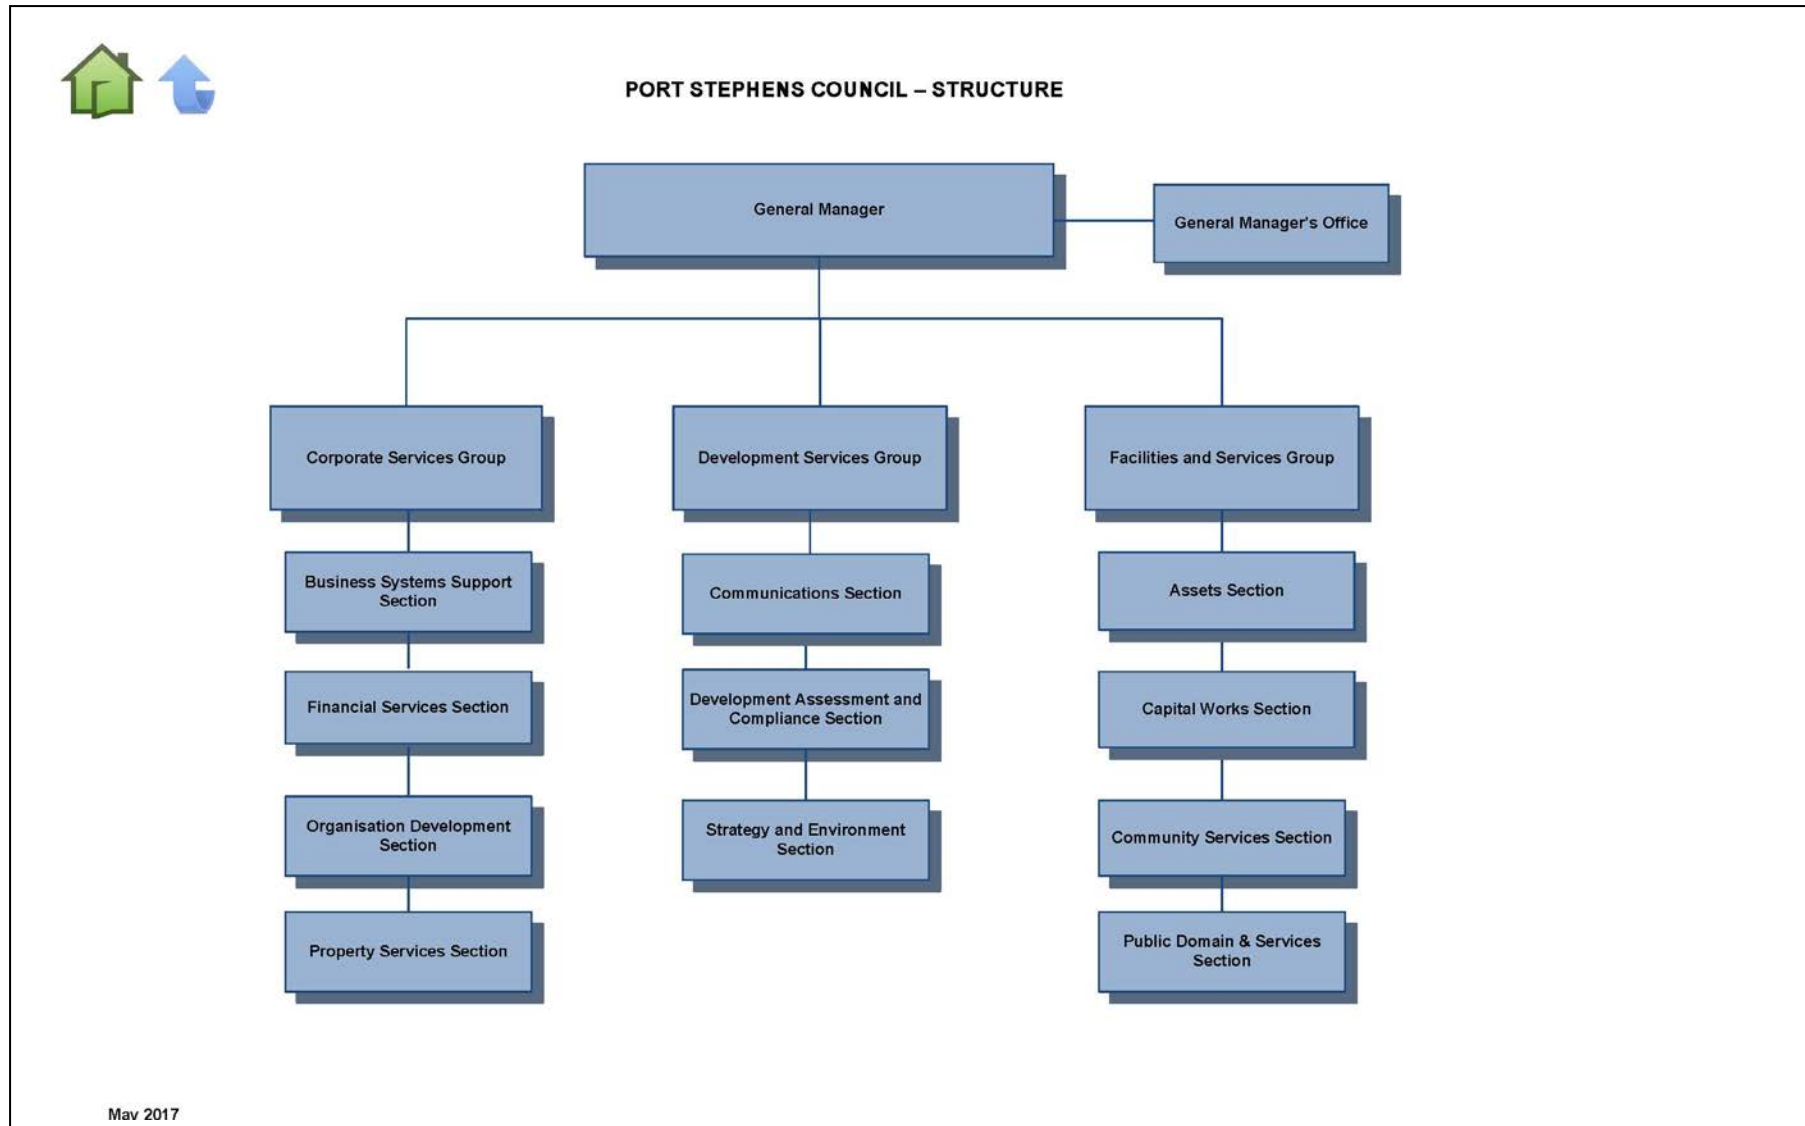 PORT STEPHENS COUNCIL – STRUCTURE
General Manager
General Manager's Office
Corporate Services Group
Development Services Group
Facilities and Services Group
Business Systems Support
Section
Communications Section
Assets Section
Financial Services Section
Development Assessment and
Compliance Section
Capital Works Section
Organisation Development
Section
Strategy and Environment
Section
Community Services Section
Property Services Section
Public Domain & Services
Section
May 2017